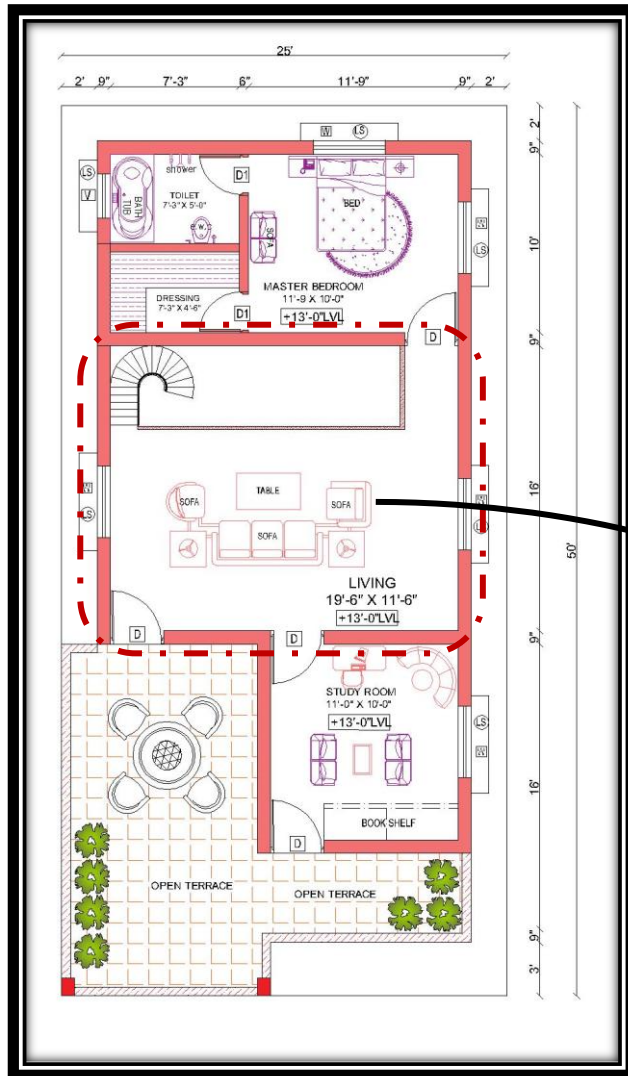 25'
2' 9" 7'-3" 6" 11'-9" 9" 2'
W LS
2'
9"
LS
V
shower
D1
TOILET
7'-3" X 5'-0"
BATH TUB
E.W.C
BED
SOFA
W
LS
10'
MASTER BEDROOM
11'-9 X 10'-0"
+13'-0"LVL
DRESSING
7'-3" X 4'-6"
D1
D
9"
W
LS
SOFA
TABLE
SOFA
SOFA
W
LS
16'
50'
LIVING
19'-6" X 11'-6"
+13'-0"LVL
D
D
9"
STUDY ROOM
11'-0" X 10'-0"
+13'-0"LVL
LS
W
16'
BOOK SHELF
D
OPEN TERRACE
OPEN TERRACE
9"
3'